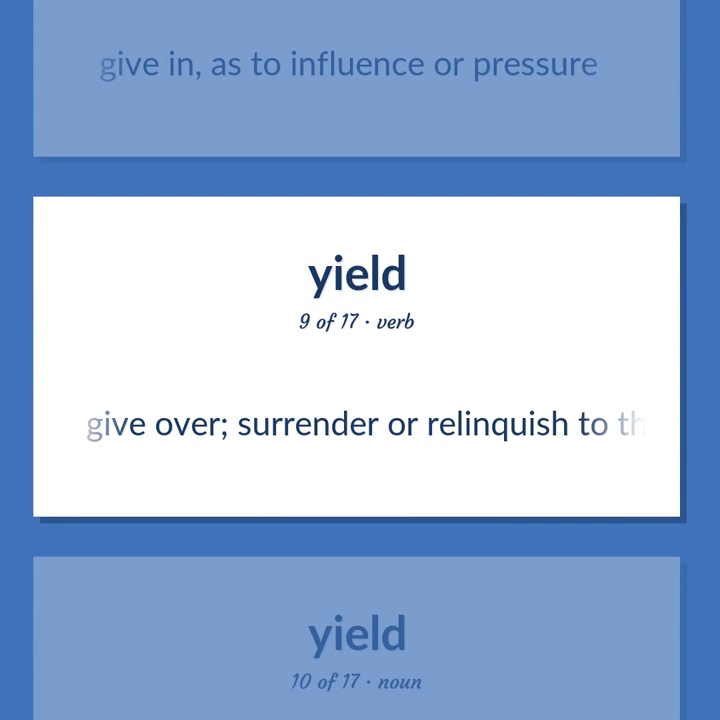 give in, as to influence or pressure
yield
9 of 17 · verb
give over; surrender or relinquish to
yield
10 of 17 · noun